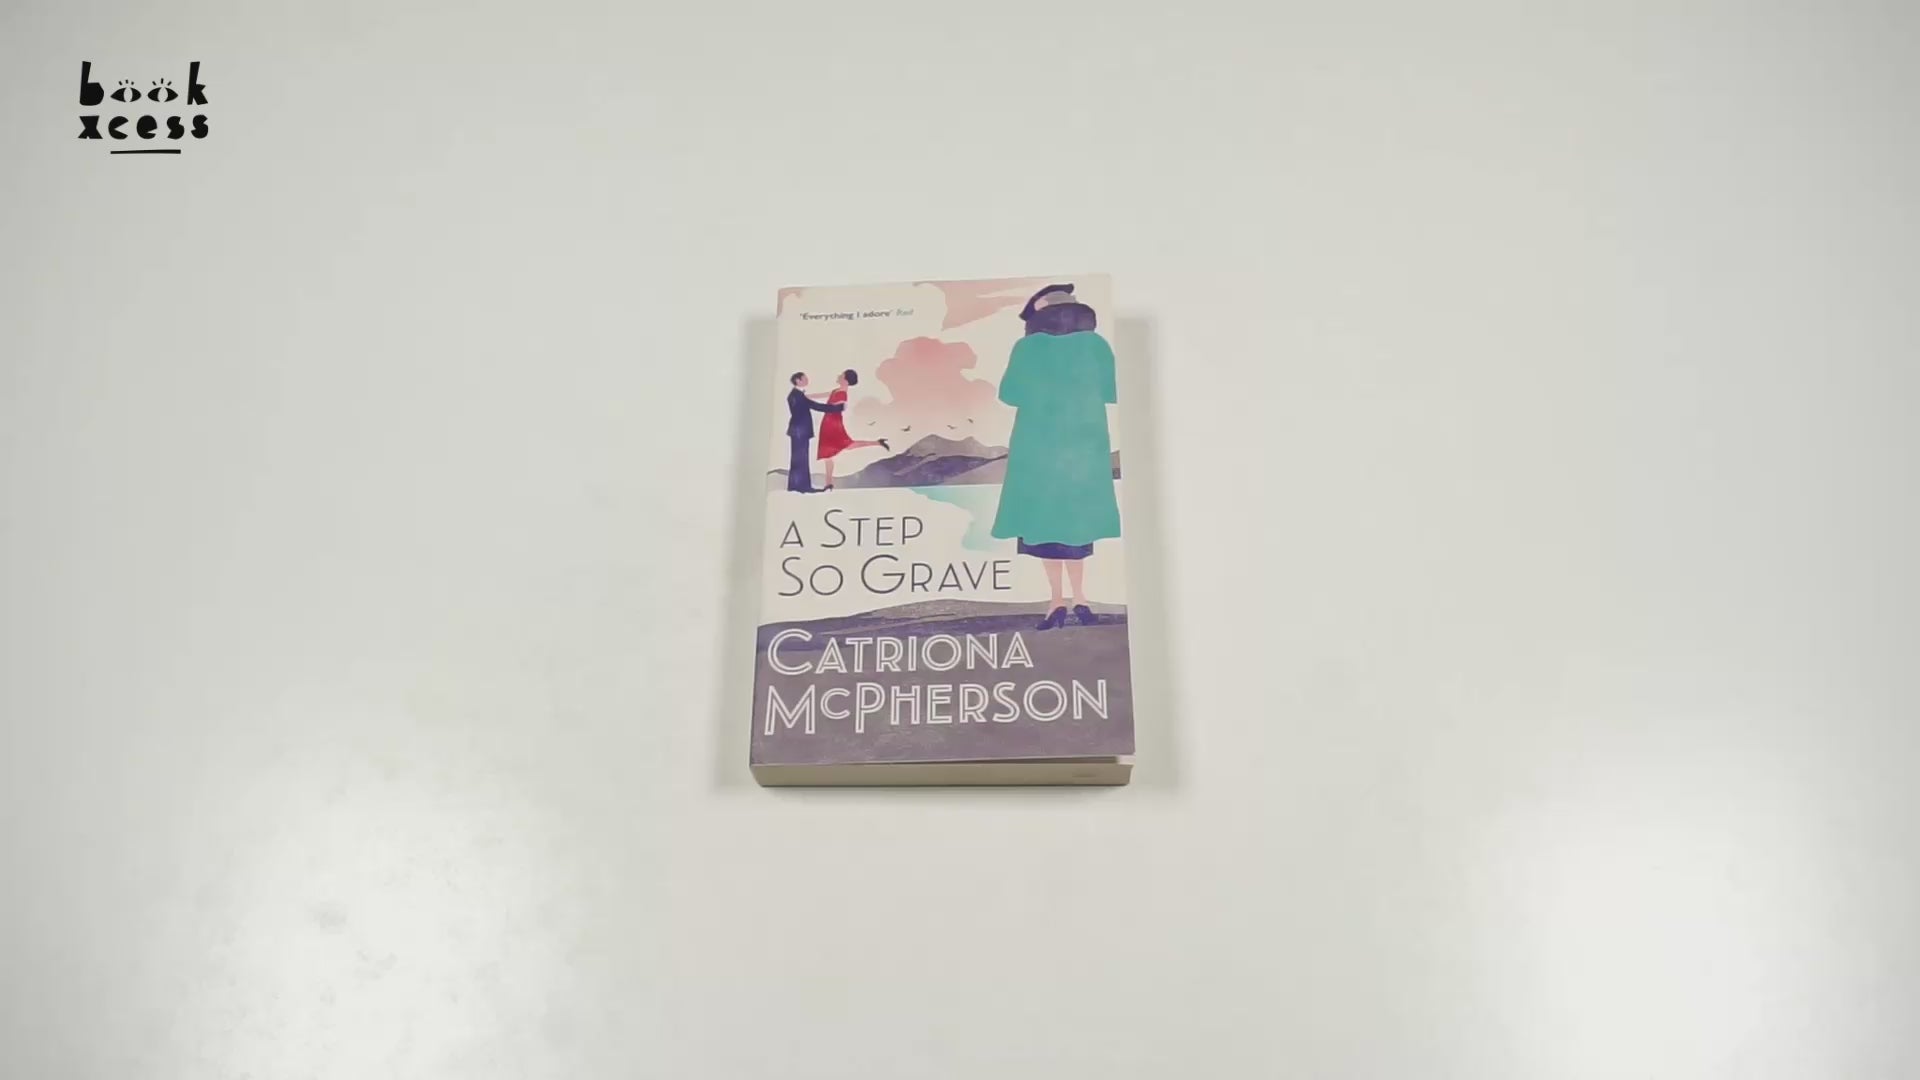 book
xcess
'Everything I adore' Red
A STEP
SO GRAVE
CATRIONA
MCPHERSON